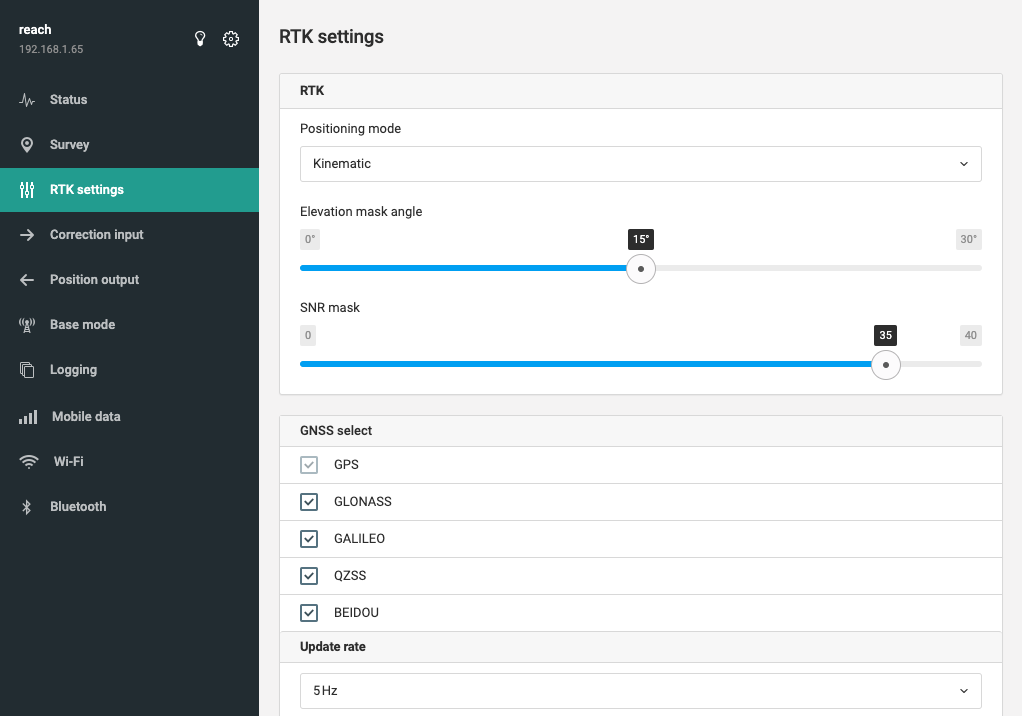 reach
192.168.1.65
Status
Survey
RTK settings
Correction input
Position output
Base mode
Logging
Mobile data
Wi-Fi
Bluetooth
RTK settings
RTK
Positioning mode
Kinematic
Elevation mask angle
0° 15° 30°
SNR mask
0 35 40
GNSS select
GPS
GLONASS
GALILEO
QZSS
BEIDOU
Update rate
5 Hz